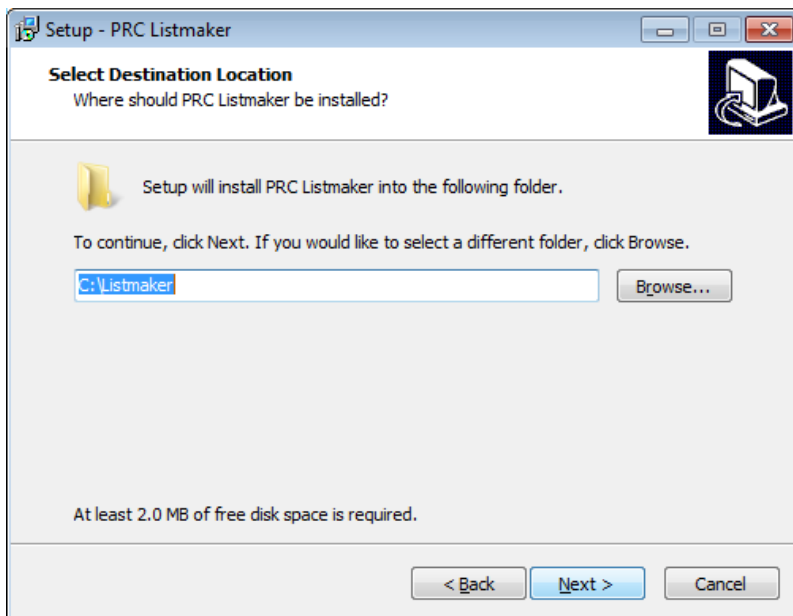 Setup - PRC Listmaker
Select Destination Location
Where should PRC Listmaker be installed?
Setup will install PRC Listmaker into the following folder.
To continue, click Next. If you would like to select a different folder, click Browse.
C:\Listmaker
Browse...
At least 2.0 MB of free disk space is required.
< Back
Next >
Cancel